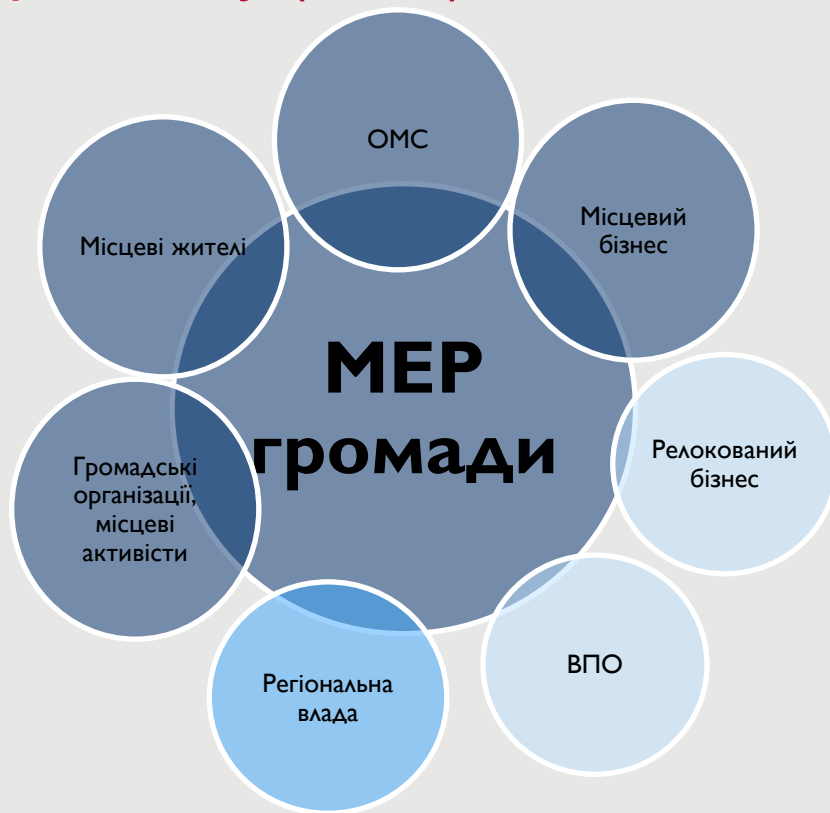 ОМС
Місцевий
бізнес
Місцеві жителі
МЕР
громади
Релокований
бізнес
Громадські
організації,
місцеві
активісти
ВПО
Регіональна
влада